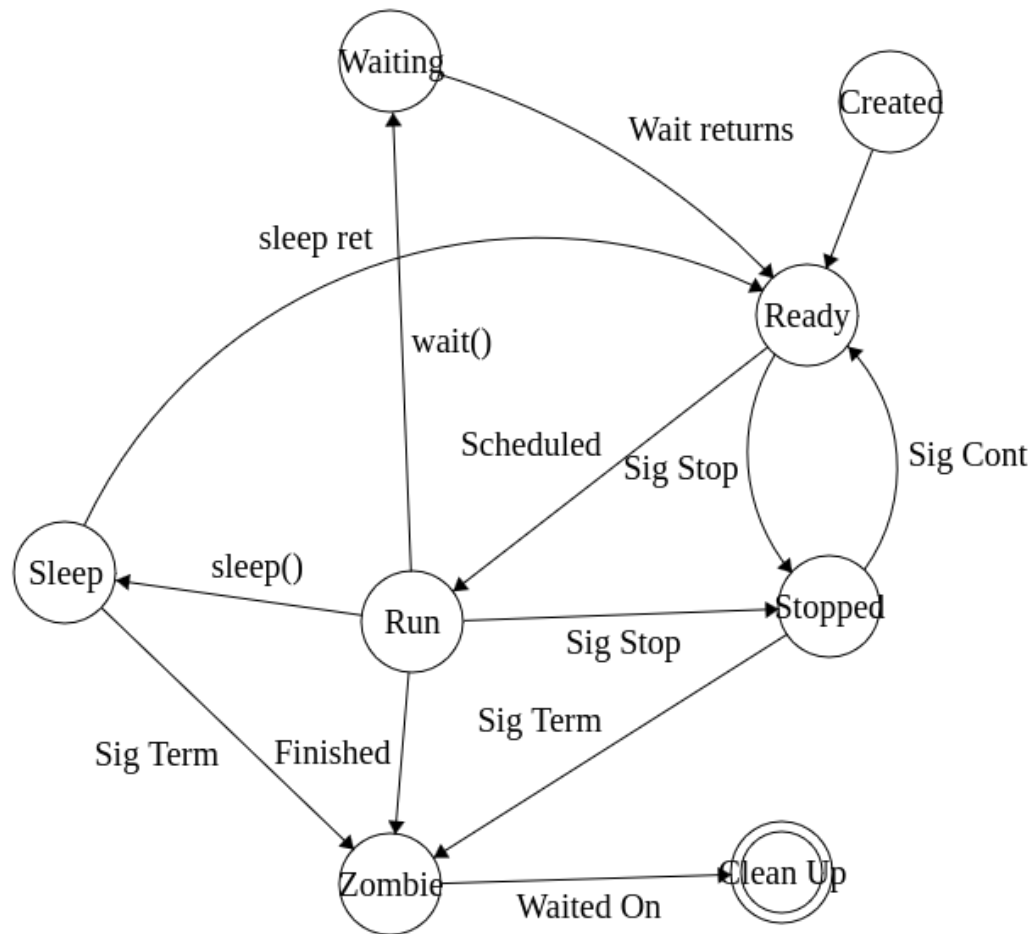 Waiting
Created
Wait returns
sleep ret
Ready
wait()
Scheduled
Sig Stop
Sig Cont
Sleep
sleep()
Run
Stopped
Sig Stop
Sig Term
Sig Term
Finished
Zombie
Clean Up
Waited On